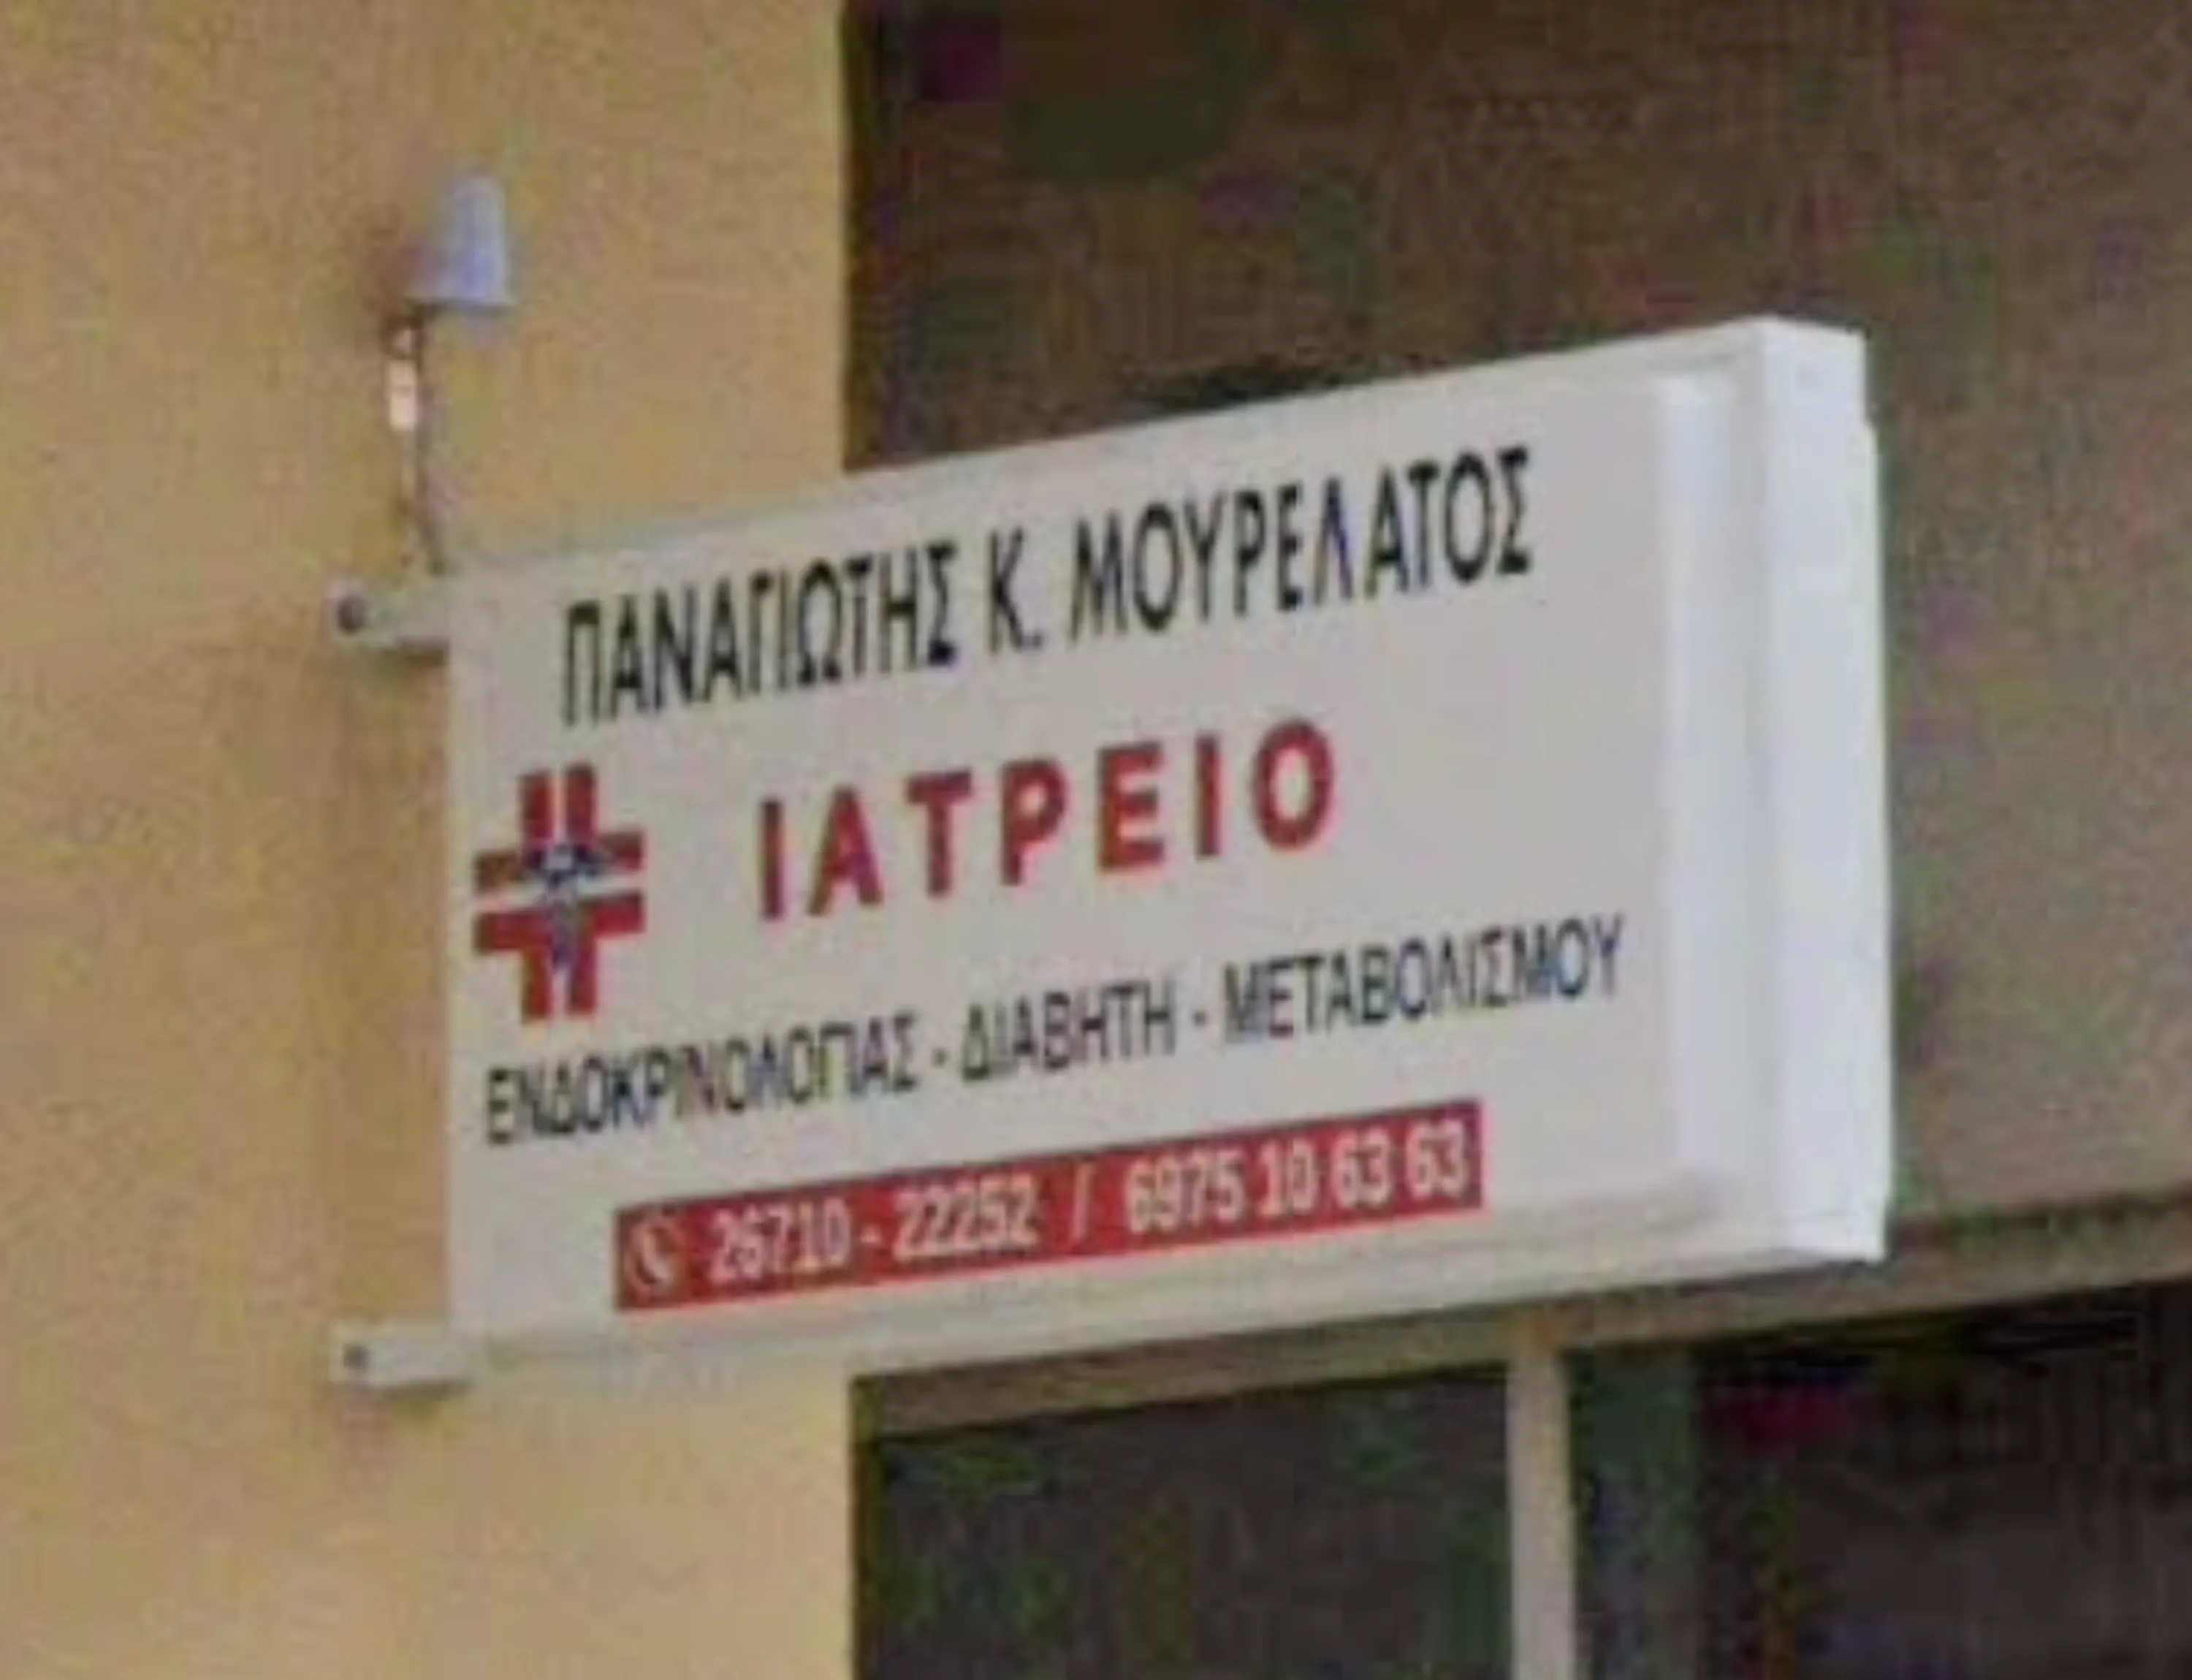 ΠΑΝΑΓΙΩΤΗΣ Κ. ΜΟΥΡΕΛΑΤΟΣ
ΙΑΤΡΕΙΟ
ΕΝΔΟΚΡΙΝΟΛΟΓΙΑΣ - ΔΙΑΒΗΤΗ - ΜΕΤΑΒΟΛΙΣΜΟΥ
26710 - 22252 / 6975 10 63 63